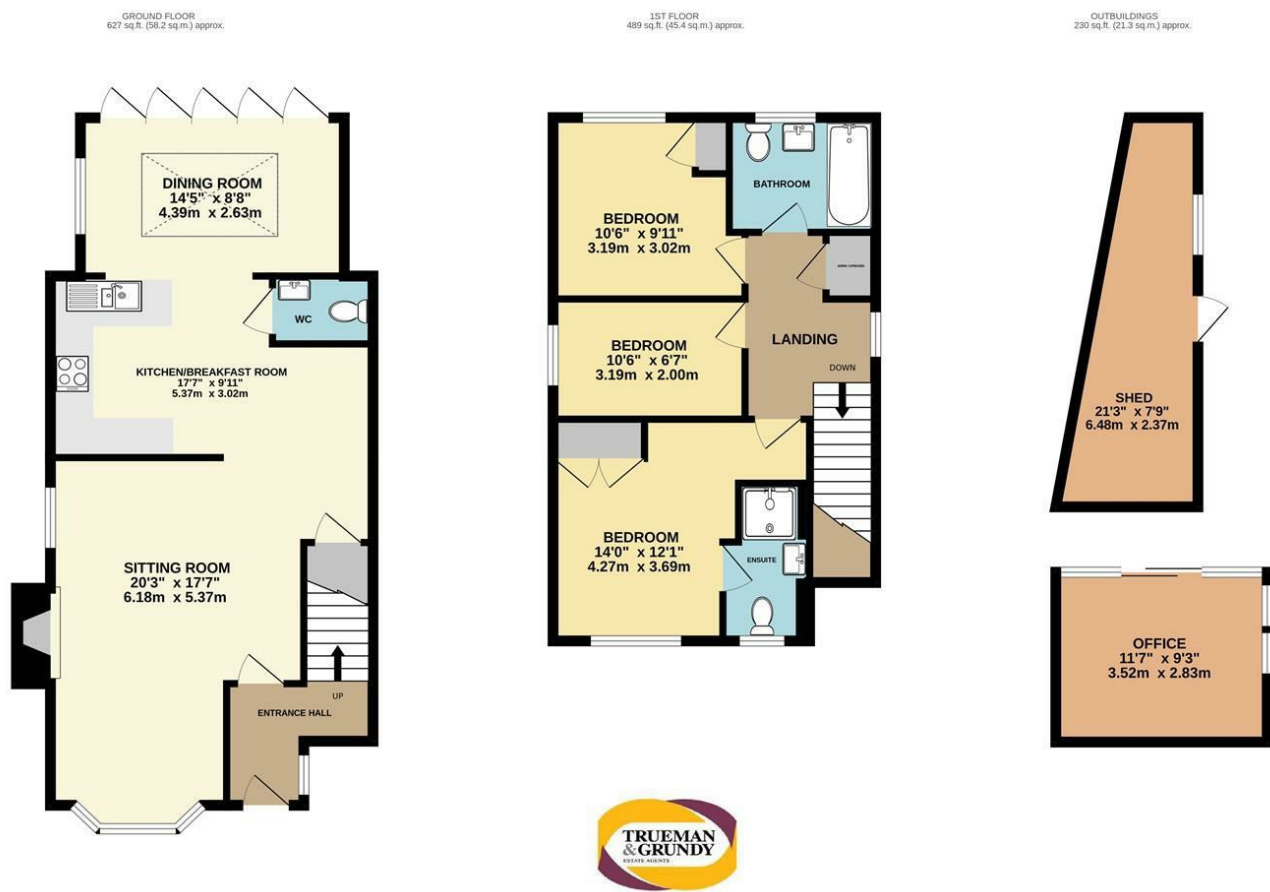 GROUND FLOOR
627 sq.ft. (58.2 sq.m.) approx.
DINING ROOM
14'5" x 8'8"
4.39m x 2.63m
WC
KITCHEN/BREAKFAST ROOM
17'7" x 9'11"
5.37m x 3.02m
SITTING ROOM
20'3" x 17'7"
6.18m x 5.37m
UP
ENTRANCE HALL
1ST FLOOR
489 sq.ft. (45.4 sq.m.) approx.
BATHROOM
BEDROOM
10'6" x 9'11"
3.19m x 3.02m
BEDROOM
10'6" x 6'7"
3.19m x 2.00m
LANDING
DOWN
BEDROOM
14'0" x 12'1"
4.27m x 3.69m
ENSUITE
OUTBUILDINGS
230 sq.ft. (21.3 sq.m.) approx.
SHED
21'3" x 7'9"
6.48m x 2.37m
OFFICE
11'7" x 9'3"
3.52m x 2.83m
TRUEMAN
& GRUNDY
ESTATE AGENTS